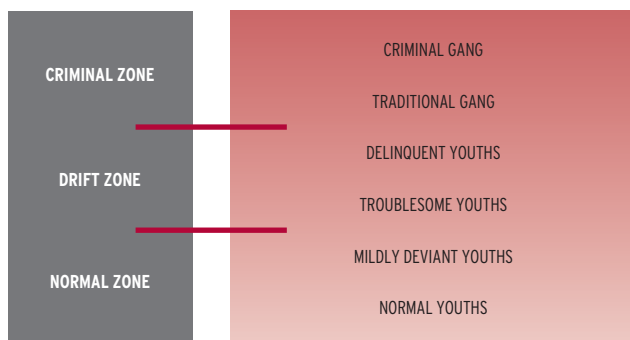 CRIMINAL ZONE
DRIFT ZONE
NORMAL ZONE
CRIMINAL GANG
TRADITIONAL GANG
DELINQUENT YOUTHS
TROUBLESOME YOUTHS
MILDLY DEVIANT YOUTHS
NORMAL YOUTHS